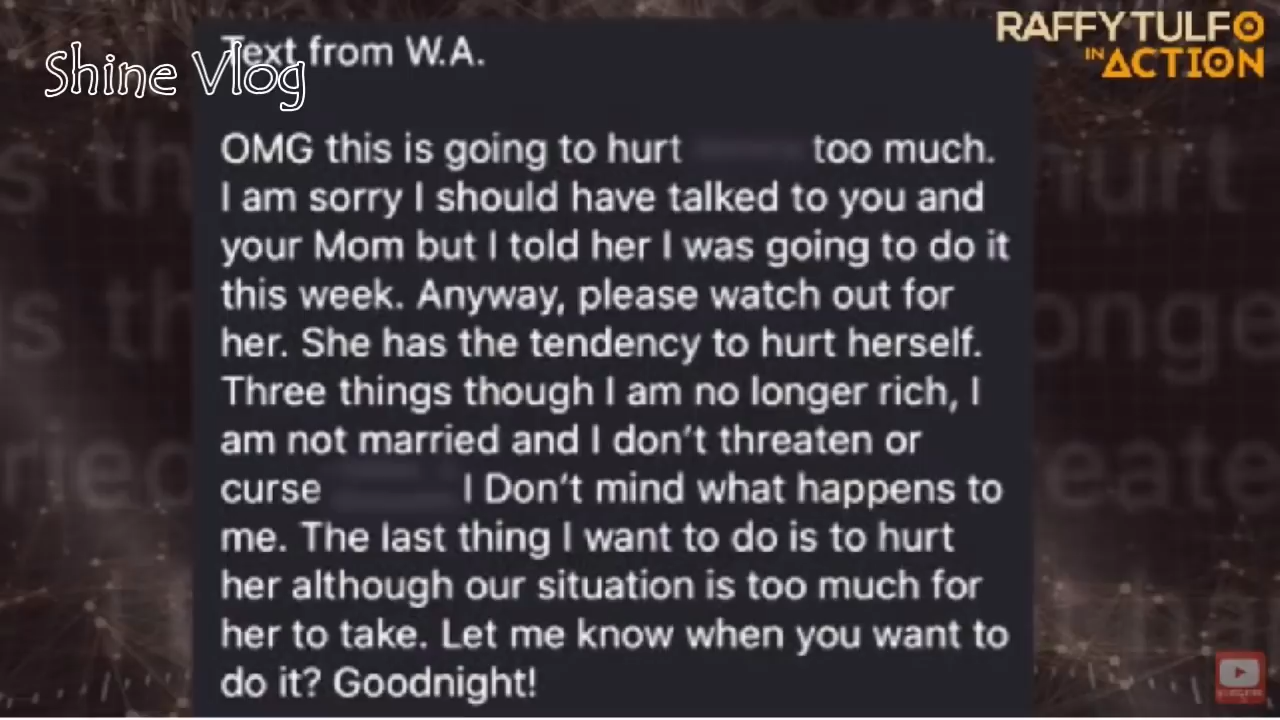 RAFFY TULFO
IN ACTION
Shine Vlog
Text from W.A.
OMG this is going to hurt too much.
I am sorry I should have talked to you and
your Mom but I told her I was going to do it
this week. Anyway, please watch out for
her. She has the tendency to hurt herself.
Three things though I am no longer rich, I
am not married and I don't threaten or
curse I Don't mind what happens to
me. The last thing I want to do is to hurt
her although our situation is too much for
her to take. Let me know when you want to
do it? Goodnight!